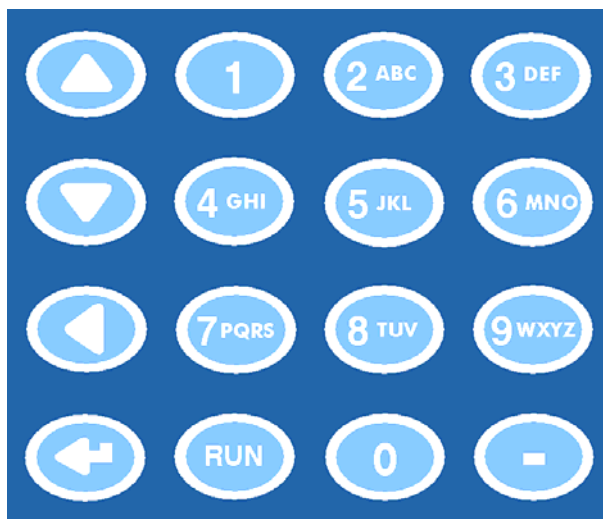 1 2 ABC 3 DEF
4 GHI 5 JKL 6 MNO
7 PQRS 8 TUV 9 WXYZ
RUN 0 -